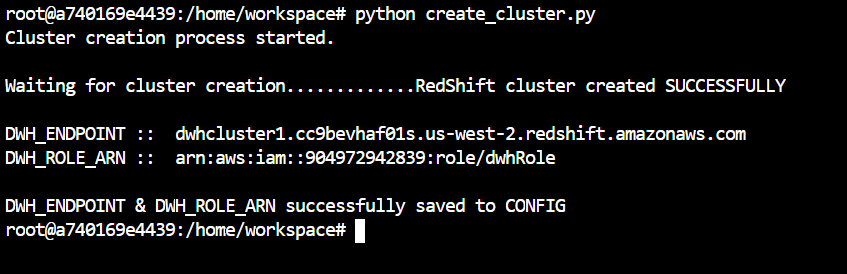 root@a740169e4439:/home/workspace# python create_cluster.py
Cluster creation process started.
Waiting for cluster creation.............RedShift cluster created SUCCESSFULLY
DWH_ENDPOINT ::  dwhcluster1.cc9bevhaf01s.us-west-2.redshift.amazonaws.com
DWH_ROLE_ARN ::  arn:aws:iam::904972942839:role/dwhRole
DWH_ENDPOINT & DWH_ROLE_ARN successfully saved to CONFIG
root@a740169e4439:/home/workspace#